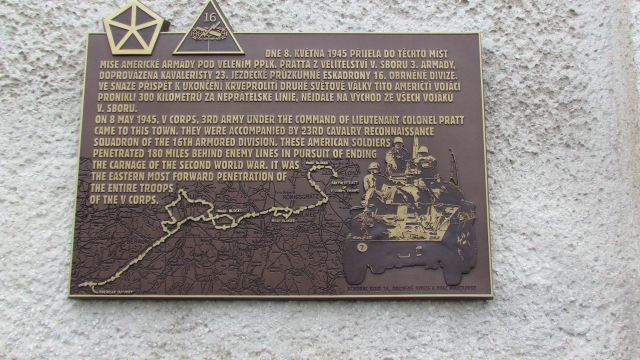 16
DNE 8. KVĚTNA 1945 PŘIJELA DO TĚCHTO MÍST
MISE AMERICKÉ ARMÁDY POD VELENÍM PPLK. PRATTA Z VELITELSTVÍ V. SBORU 3. ARMÁDY,
DOPROVÁZENA KAVALERISTY 23. JEZDECKÉ PRŮZKUMNÉ ESKADRONY 16. OBRNĚNÉ DIVIZE.
VE SNAZE PŘISPĚT K UKONČENÍ KRVEPROLITÍ DRUHÉ SVĚTOVÉ VÁLKY TITO AMERIČTÍ VOJÁCI
PRONIKLI 300 KILOMETRŮ ZA NEPŘÁTELSKÉ LINIE, NEJDÁLE NA VÝCHOD ZE VŠECH VOJÁKŮ
V. SBORU.
ON 8 MAY 1945, V CORPS, 3RD ARMY UNDER THE COMMAND OF LIEUTENANT COLONEL PRATT
CAME TO THIS TOWN. THEY WERE ACCOMPANIED BY 23RD CAVALRY RECONNAISSANCE
SQUADRON OF THE 16TH ARMORED DIVISION. THESE AMERICAN SOLDIERS
PENETRATED 180 MILES BEHIND ENEMY LINES IN PURSUIT OF ENDING
THE CARNAGE OF THE SECOND WORLD WAR. IT WAS
THE EASTERN MOST FORWARD PENETRATION OF
THE ENTIRE TROOPS
OF THE V CORPS.
ROAD BLOCKS
7